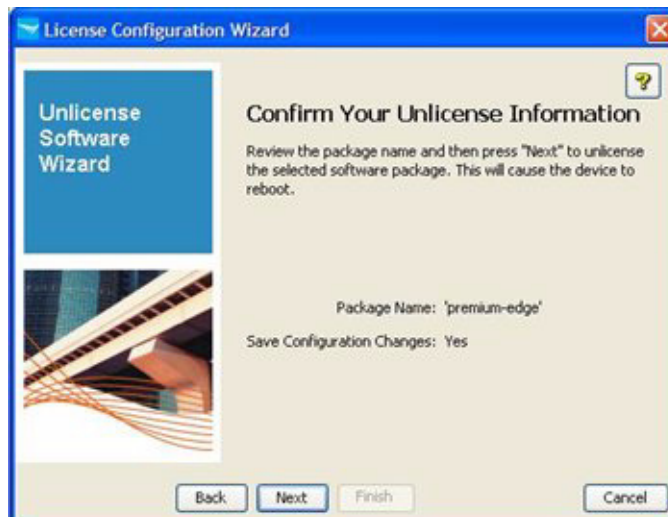 License Configuration Wizard
?
Unlicense
Software
Wizard
Confirm Your Unlicense Information
Review the package name and then press "Next" to unlicense
the selected software package. This will cause the device to
reboot.
Package Name: 'premium-edge'
Save Configuration Changes: Yes
Back Next Finish Cancel